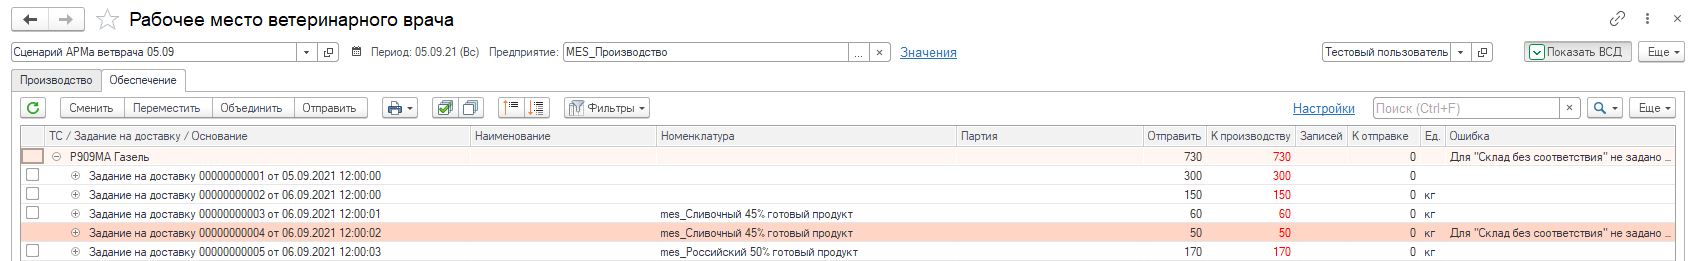 Рабочее место ветеринарного врача
Сценарий АРМа ветврача 05.09 Период: 05.09.21 (Вс) Предприятие: MES_Производство ... × Значения Тестовый пользователь Показать ВСД Еще
Производство Обеспечение
Сменить Переместить Объединить Отправить Фильтры Настройки Поиск (Ctrl+F) × Еще
ТС / Задание на доставку / Основание Наименование Номенклатура Партия Отправить К производству Записей К отправке Ед. Ошибка
Р909МА Газель 730 730 0 Для "Склад без соответствия" не задано ...
Задание на доставку 00000000001 от 05.09.2021 12:00:00 300 300 0
Задание на доставку 00000000002 от 06.09.2021 12:00:00 150 150 0 кг
Задание на доставку 00000000003 от 06.09.2021 12:00:01 mes_Сливочный 45% готовый продукт 60 60 0 кг
Задание на доставку 00000000004 от 06.09.2021 12:00:02 mes_Сливочный 45% готовый продукт 50 50 0 кг Для "Склад без соответствия" не задано ...
Задание на доставку 00000000005 от 06.09.2021 12:00:03 mes_Российский 50% готовый продукт 170 170 0 кг